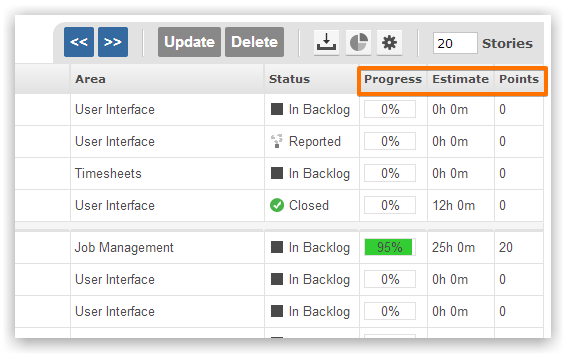 << >> Update Delete 20 Stories
Area Status Progress Estimate Points
User Interface In Backlog 0% 0h 0m 0
User Interface Reported 0% 0h 0m 0
Timesheets In Backlog 0% 0h 0m 0
User Interface Closed 0% 12h 0m 0
Job Management In Backlog 95% 25h 0m 20
User Interface In Backlog 0% 0h 0m 0
User Interface In Backlog 0% 0h 0m 0